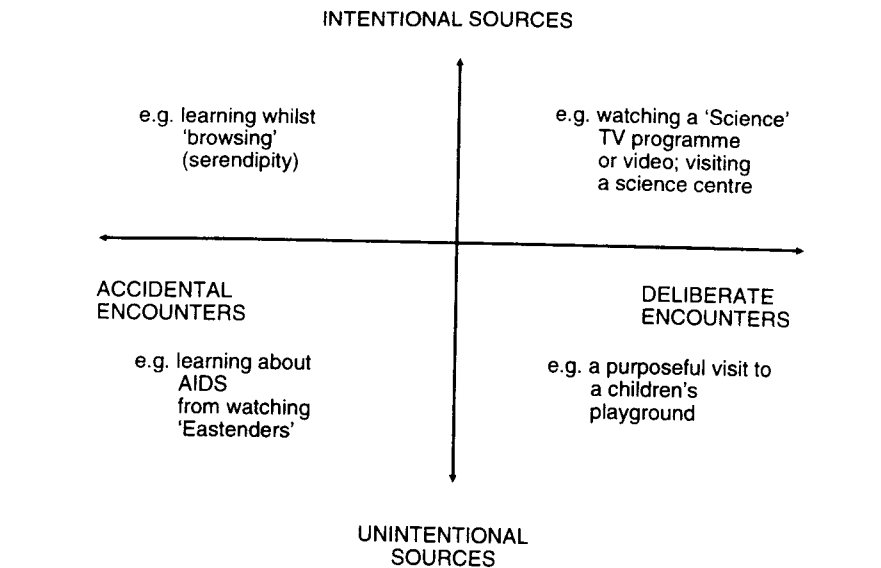 INTENTIONAL SOURCES
e.g. learning whilst
'browsing'
(serendipity)
e.g. watching a 'Science'
TV programme
or video; visiting
a science centre
ACCIDENTAL
ENCOUNTERS
DELIBERATE
ENCOUNTERS
e.g. learning about
AIDS
from watching
'Eastenders'
e.g. a purposeful visit to
a children's
playground
UNINTENTIONAL
SOURCES